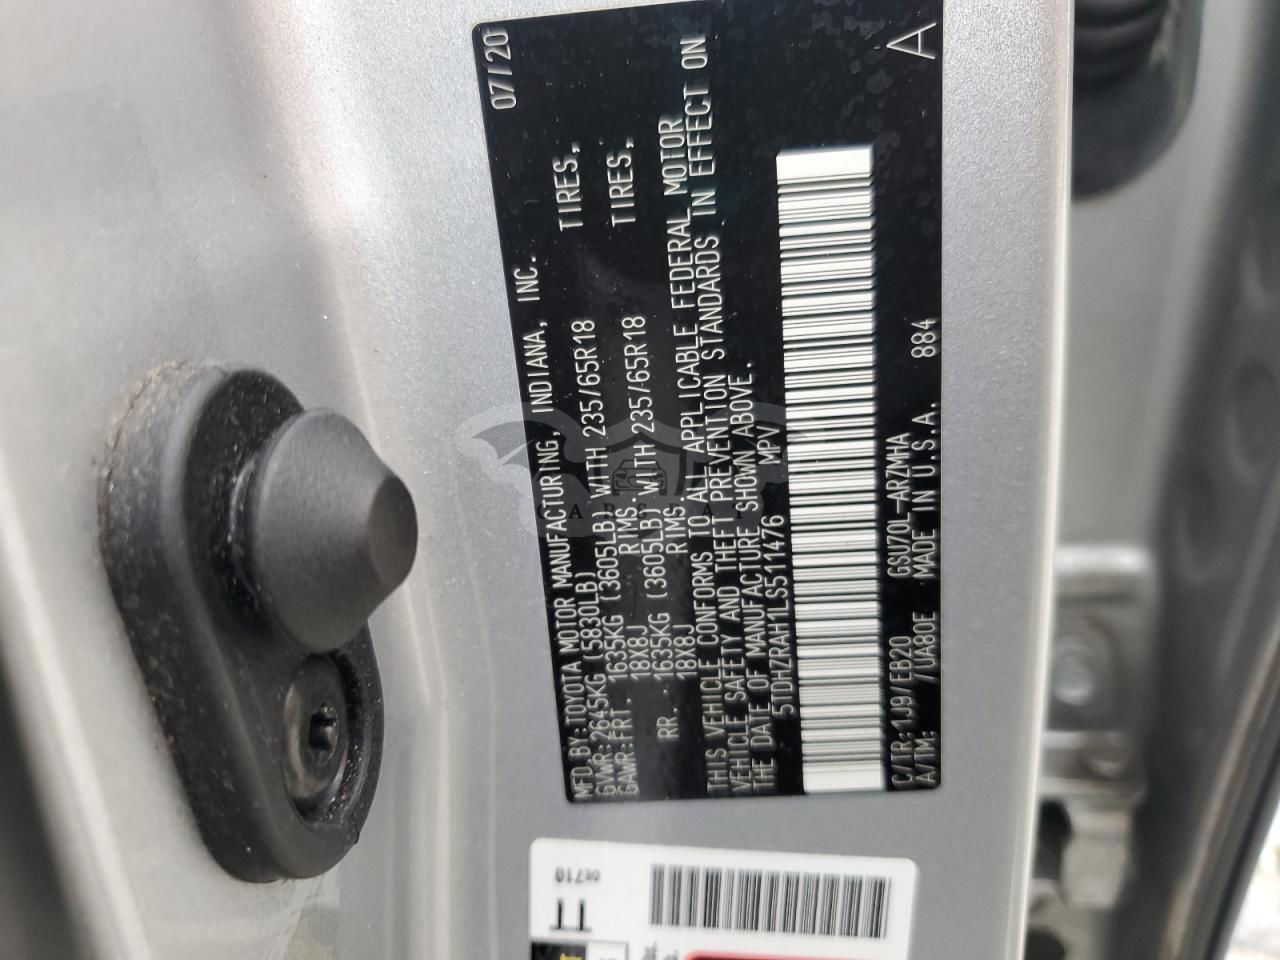 MFD.BY:TOYOTA MOTOR MANUFACTURING, INDIANA, INC. 07/20
GVWR:2645KG (5830LB)
GAWR:FRT. 1635KG (3605LB) WITH 235/65R18 TIRES,
18X8J RIMS.
RR. 1635KG (3605LB) WITH 235/65R18 TIRES,
18X8J RIMS.
THIS VEHICLE CONFORMS TO ALL APPLICABLE FEDERAL MOTOR
VEHICLE SAFETY AND THEFT PREVENTION STANDARDS IN EFFECT ON
THE DATE OF MANUFACTURE SHOWN ABOVE.
5TDHZRAH1LS511476 MPV
C/TR:1J9/EB20 GSU70L-ARZMHA
A/TM: /UA80E MADE IN U.S.A. 884 A
0E710
TT